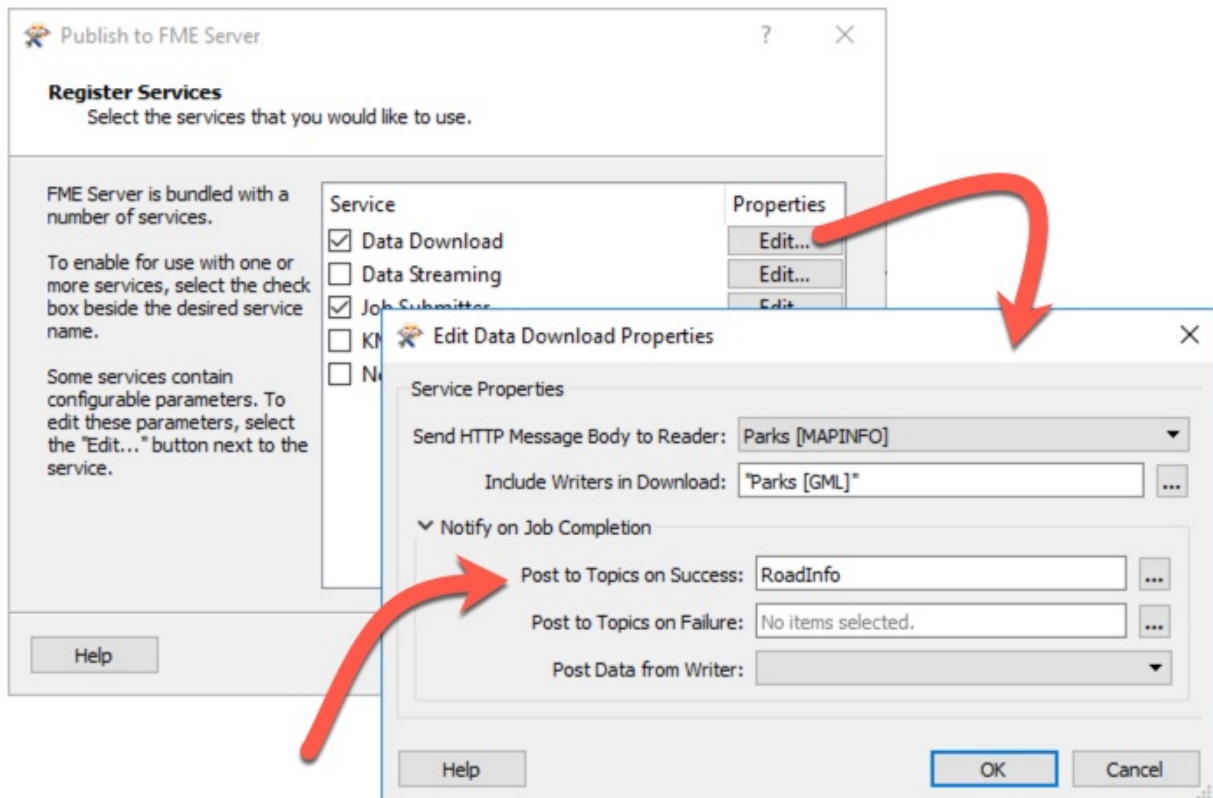 Publish to FME Server
?
Register Services
Select the services that you would like to use.
FME Server is bundled with a
number of services.
To enable for use with one or
more services, select the check
box beside the desired service
name.
Some services contain
configurable parameters. To
edit these parameters, select
the "Edit..." button next to the
service.
Service Properties
Data Download Edit...
Data Streaming Edit...
Job Submitter Edit...
Help
Edit Data Download Properties
Service Properties
Send HTTP Message Body to Reader: Parks [MAPINFO]
Include Writers in Download: "Parks [GML]" ...
Notify on Job Completion
Post to Topics on Success: RoadInfo ...
Post to Topics on Failure: No items selected. ...
Post Data from Writer:
Help OK Cancel